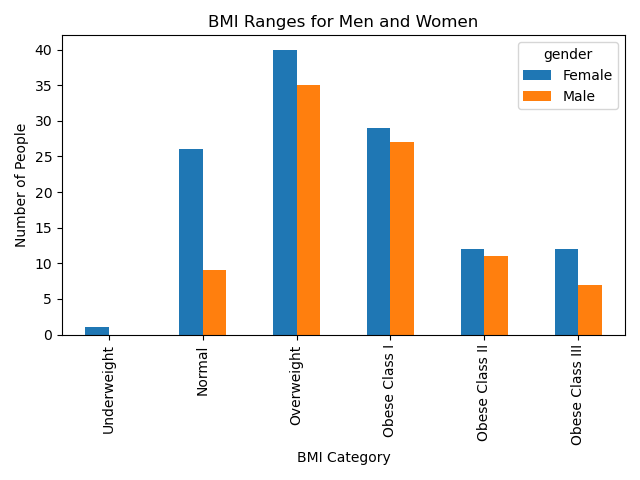 BMI Ranges for Men and Women
gender
Female
Male
Number of People
40
35
30
25
20
15
10
5
0
Underweight
Normal
Overweight
Obese Class I
Obese Class II
Obese Class III
BMI Category